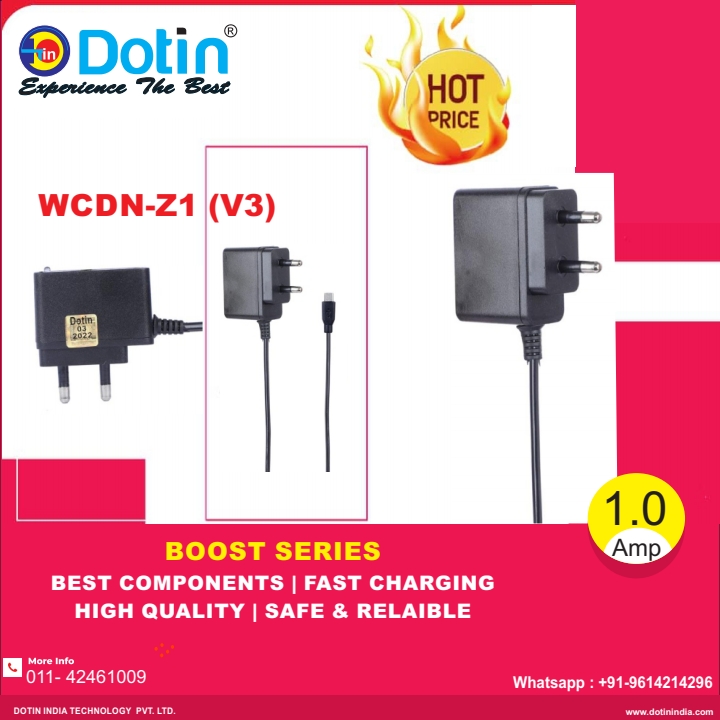 in Dotin®
Experience The Best
HOT
PRICE
WCDN-Z1 (V3)
Dotin
03
2022
1.0
Amp
BOOST SERIES
BEST COMPONENTS | FAST CHARGING
HIGH QUALITY | SAFE & RELAIBLE
More Info
011- 42461009
Whatsapp : +91-9614214296
DOTIN INDIA TECHNOLOGY PVT. LTD.
www.dotinindia.com